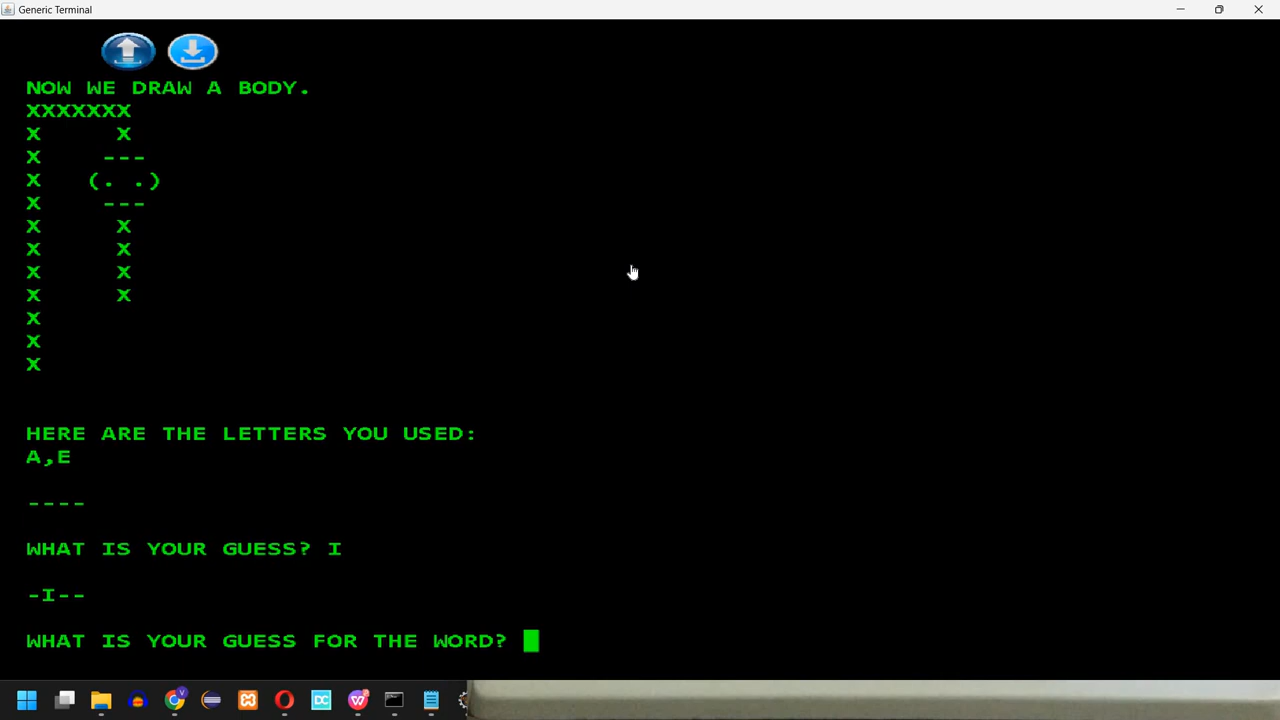 Generic Terminal
NOW WE DRAW A BODY.
XXXXXXX
X     X
X    ---
X   (. .)
X    ---
X     X
X     X
X     X
X     X
X
X
X
HERE ARE THE LETTERS YOU USED:
A,E
----
WHAT IS YOUR GUESS? I
-I--
WHAT IS YOUR GUESS FOR THE WORD?
DC